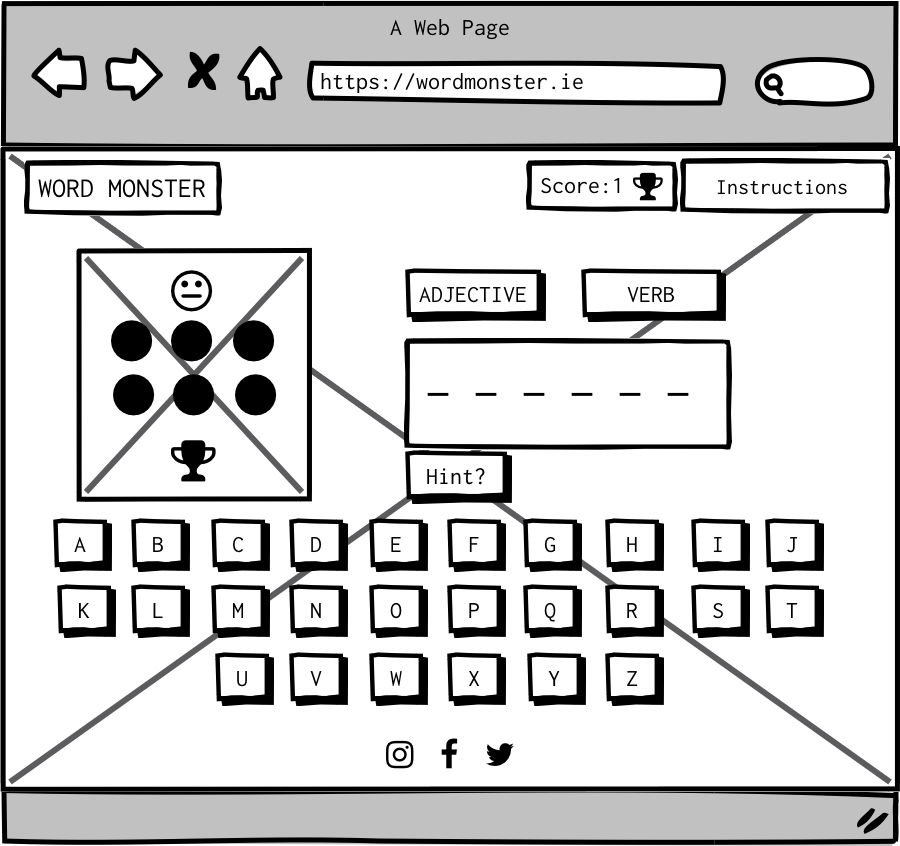 A Web Page
https://wordmonster.ie
WORD MONSTER
Score:1
Instructions
ADJECTIVE
VERB
_ _ _ _ _ _
Hint?
A B C D E F G H I J
K L M N O P Q R S T
U V W X Y Z